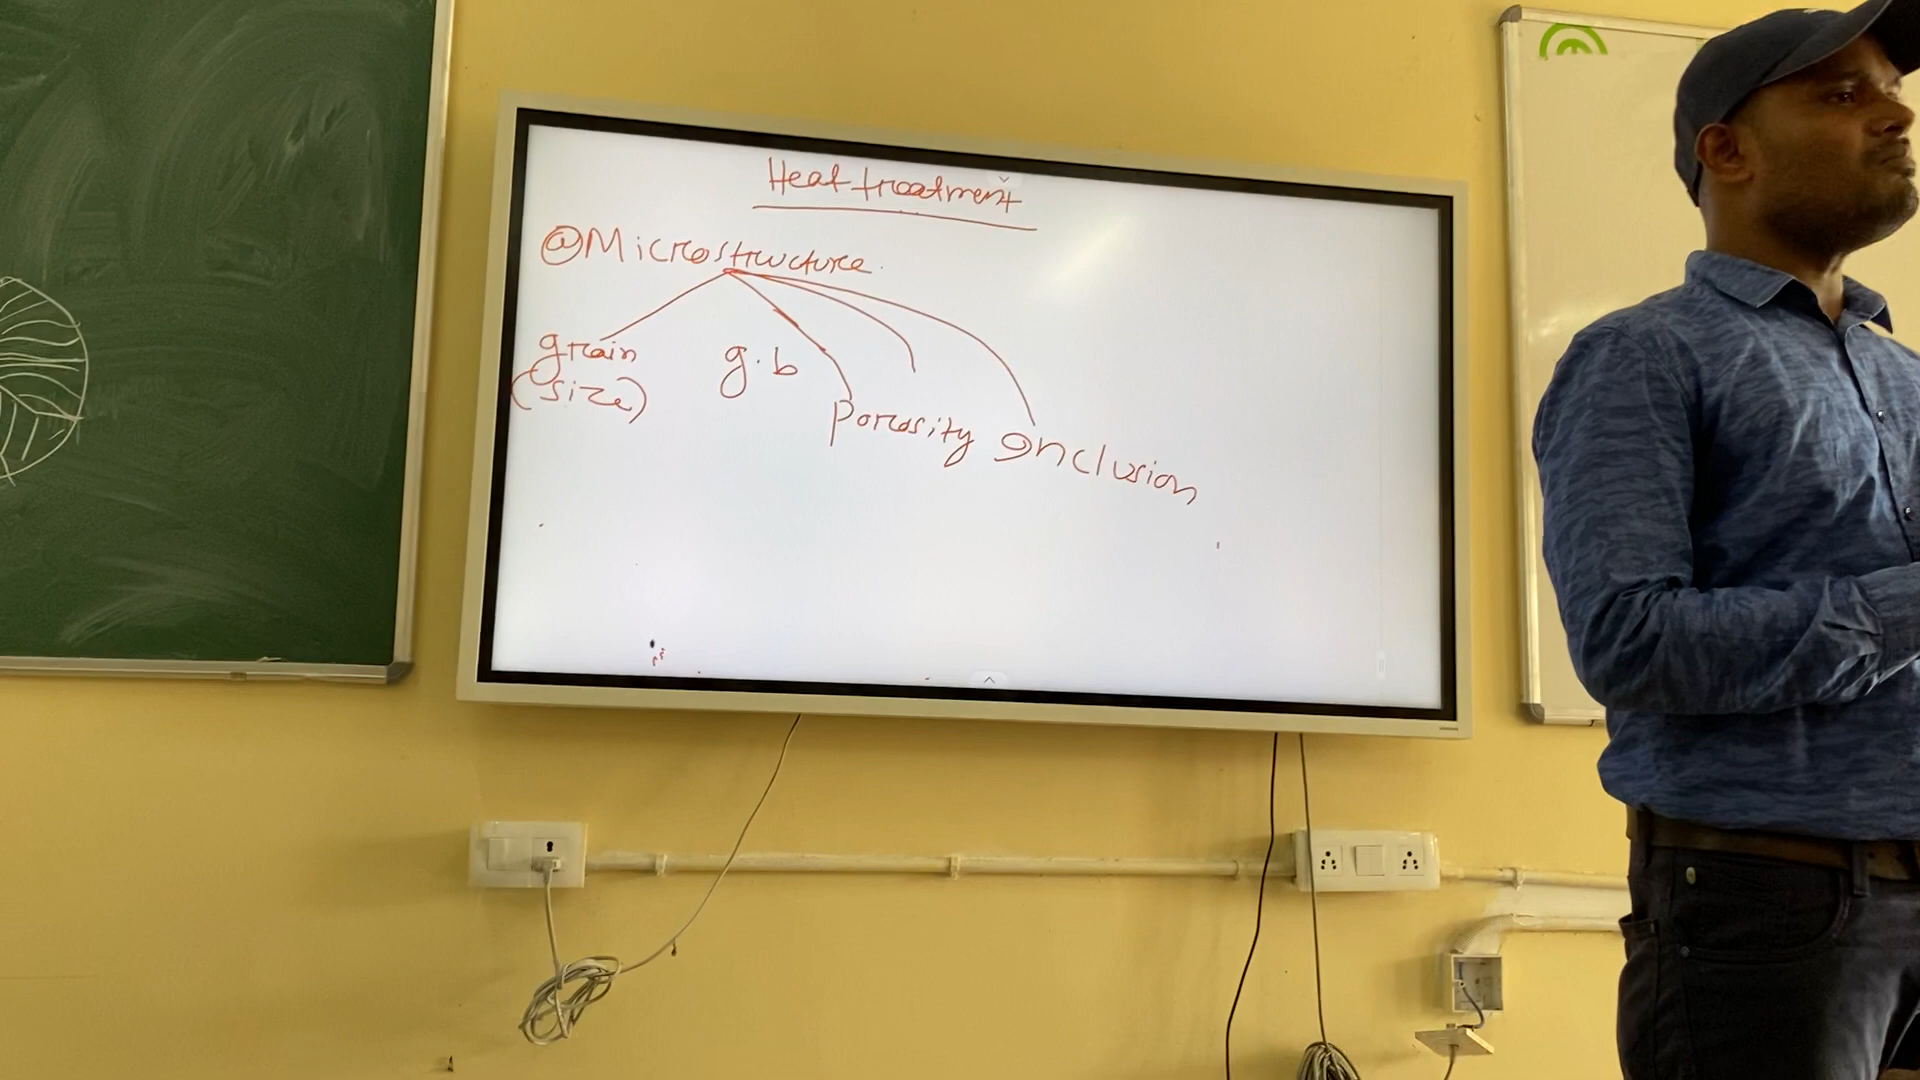 Heat treatment
@Microstructure.
grain
(size)
g.b
Porosity
Inclusion